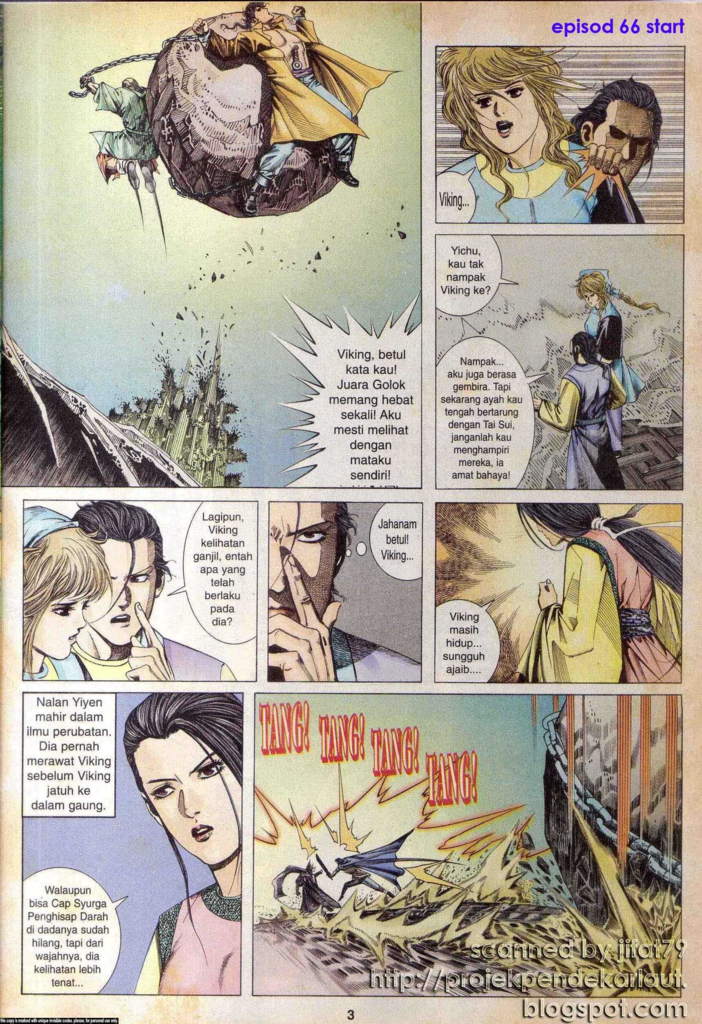 episod 66 start
Viking, betul
kata kau!
Juara Golok
memang hebat
sekali! Aku
mesti melihat
dengan
mataku
sendiri!
Viking...
Yichu,
kau tak
nampak
Viking ke?
Nampak...
aku juga berasa
gembira. Tapi
sekarang ayah kau
tengah bertarung
dengan Tai Sui,
janganlah kau
menghampiri
mereka, ia
amat bahaya!
Lagipun,
Viking
kelihatan
ganjil, entah
apa yang
telah
berlaku
pada
dia?
Jahanam
betul!
Viking...
Viking
masih
hidup...
sungguh
ajaib....
Nalan Yiyen
mahir dalam
ilmu perubatan.
Dia pernah
merawat Viking
sebelum Viking
jatuh ke
dalam gaung.
Walaupun
bisa Cap Syurga
Penghisap Darah
di dadanya sudah
hilang, tapi dari
wajahnya, dia
kelihatan lebih
tenat...
TANG! TANG! TANG! TANG!
scanned by jifat79
http://projekpendekarlaut.
blogspot.com
3